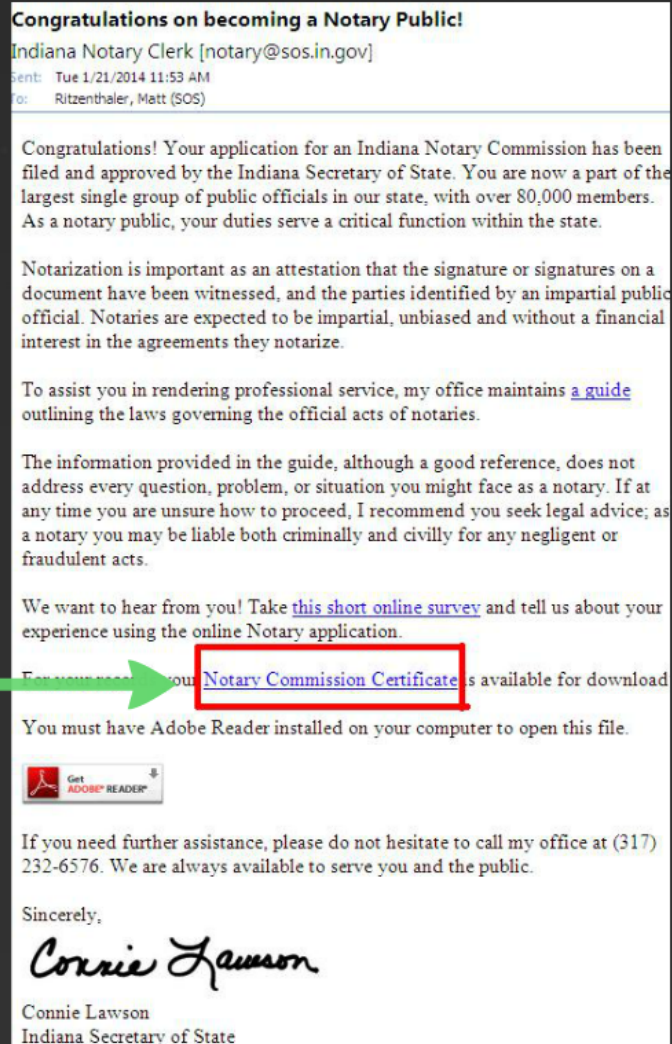 Congratulations on becoming a Notary Public!
Indiana Notary Clerk [notary@sos.in.gov]
Sent: Tue 1/21/2014 11:53 AM
To: Ritzenthaler, Matt (SOS)
Congratulations! Your application for an Indiana Notary Commission has been
filed and approved by the Indiana Secretary of State. You are now a part of the
largest single group of public officials in our state, with over 80,000 members.
As a notary public, your duties serve a critical function within the state.
Notarization is important as an attestation that the signature or signatures on a
document have been witnessed, and the parties identified by an impartial public
official. Notaries are expected to be impartial, unbiased and without a financial
interest in the agreements they notarize.
To assist you in rendering professional service, my office maintains a guide
outlining the laws governing the official acts of notaries.
The information provided in the guide, although a good reference, does not
address every question, problem, or situation you might face as a notary. If at
any time you are unsure how to proceed, I recommend you seek legal advice; as
a notary you may be liable both criminally and civilly for any negligent or
fraudulent acts.
We want to hear from you! Take this short online survey and tell us about your
experience using the online Notary application.
For your your Notary Commission Certificate is available for download
You must have Adobe Reader installed on your computer to open this file.
Get
ADOBE® READER®
If you need further assistance, please do not hesitate to call my office at (317)
232-6576. We are always available to serve you and the public.
Sincerely,
Connie Lawson
Connie Lawson
Indiana Secretary of State